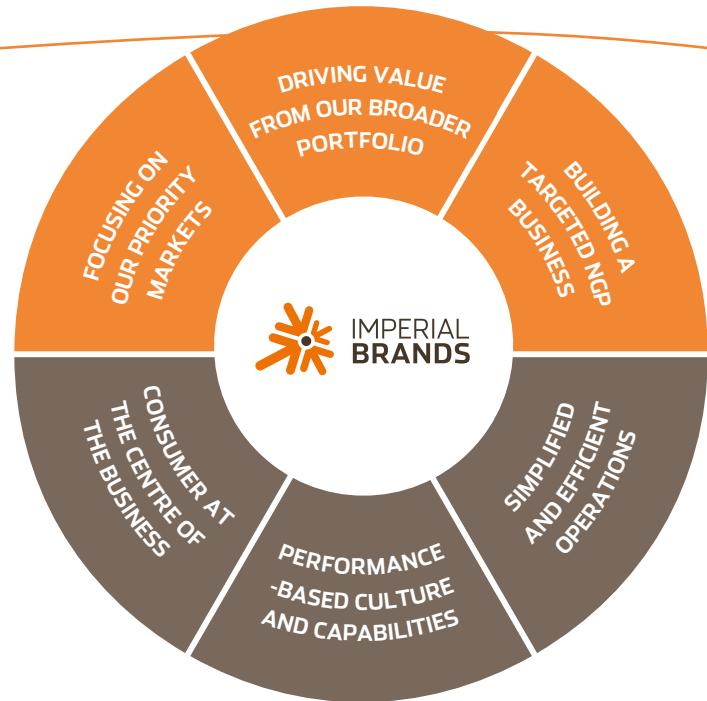 DRIVING VALUE
FROM OUR BROADER
PORTFOLIO
BUILDING A
TARGETED NGP
BUSINESS
FOCUSING ON
OUR PRIORITY
MARKETS
IMPERIAL
BRANDS
CONSUMER AT
THE CENTRE OF
THE BUSINESS
PERFORMANCE
-BASED CULTURE
AND CAPABILITIES
SIMPLIFIED
AND EFFICIENT
OPERATIONS